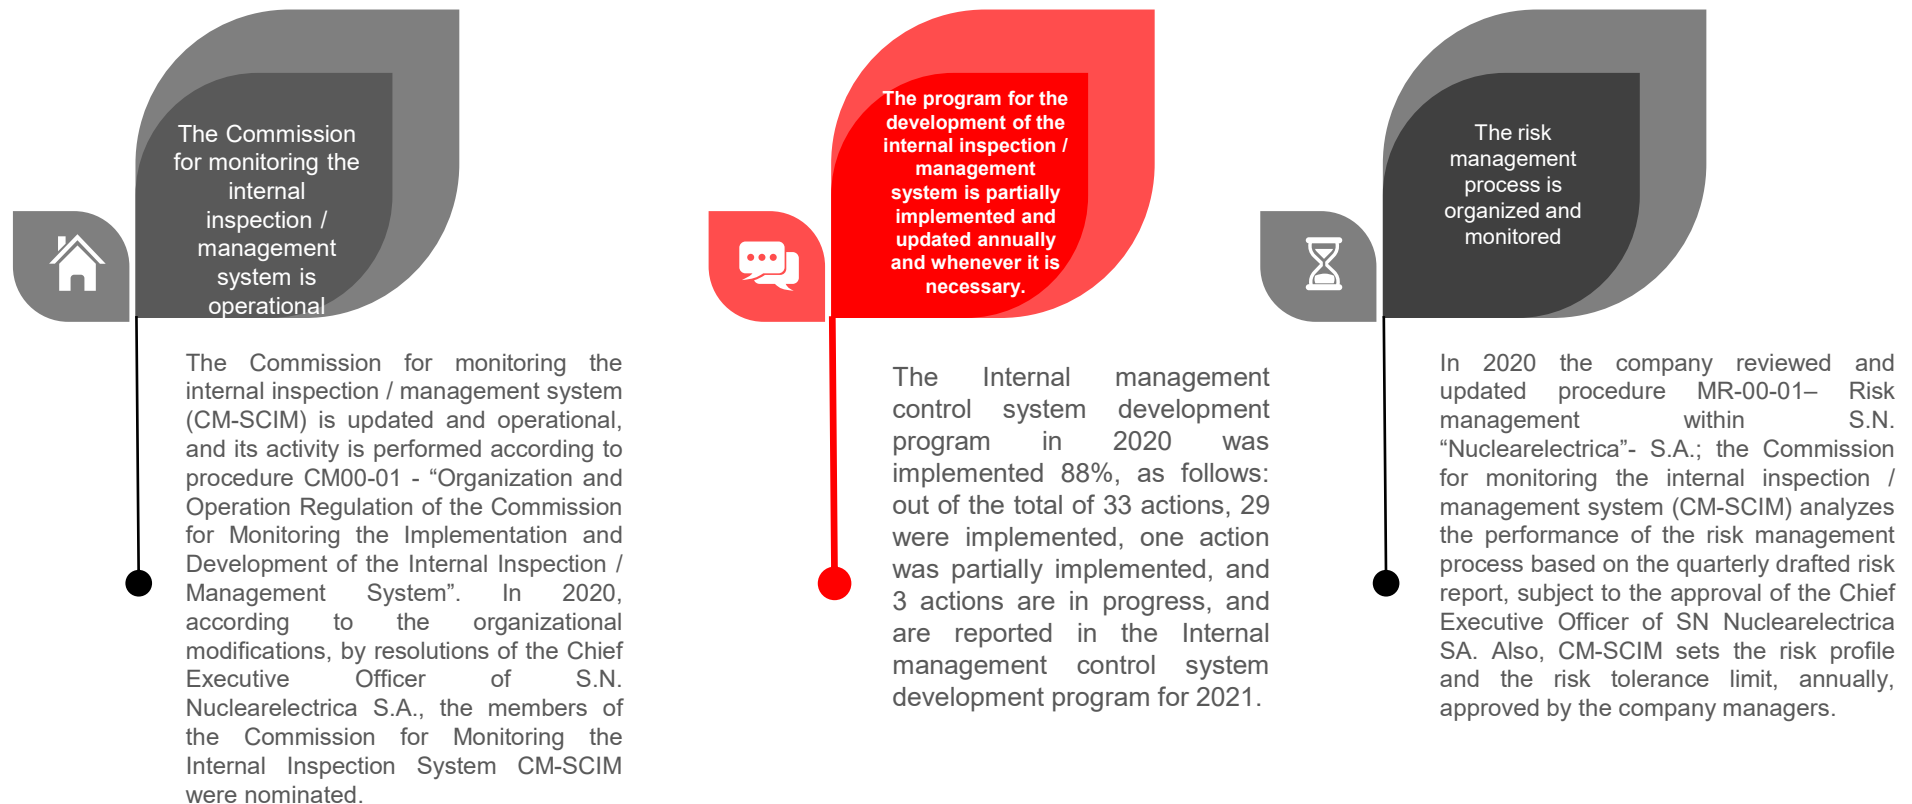 The Commission
for monitoring the
internal
inspection /
management
system is
operational
The Commission for monitoring the
internal inspection / management system
(CM-SCIM) is updated and operational,
and its activity is performed according to
procedure CM00-01 - “Organization and
Operation Regulation of the Commission
for Monitoring the Implementation and
Development of the Internal Inspection /
Management System”. In 2020,
according to the organizational
modifications, by resolutions of the Chief
Executive Officer of S.N.
Nuclearelectrica S.A., the members of
the Commission for Monitoring the
Internal Inspection System CM-SCIM
were nominated.
The program for the
development of the
internal inspection /
management
system is partially
implemented and
updated annually
and whenever it is
necessary.
The Internal management
control system development
program in 2020 was
implemented 88%, as follows:
out of the total of 33 actions, 29
were implemented, one action
was partially implemented, and
3 actions are in progress, and
are reported in the Internal
management control system
development program for 2021.
The risk
management
process is
organized and
monitored
In 2020 the company reviewed and
updated procedure MR-00-01– Risk
management within S.N.
“Nuclearelectrica”- S.A.; the Commission
for monitoring the internal inspection /
management system (CM-SCIM) analyzes
the performance of the risk management
process based on the quarterly drafted risk
report, subject to the approval of the Chief
Executive Officer of SN Nuclearelectrica
SA. Also, CM-SCIM sets the risk profile
and the risk tolerance limit, annually,
approved by the company managers.